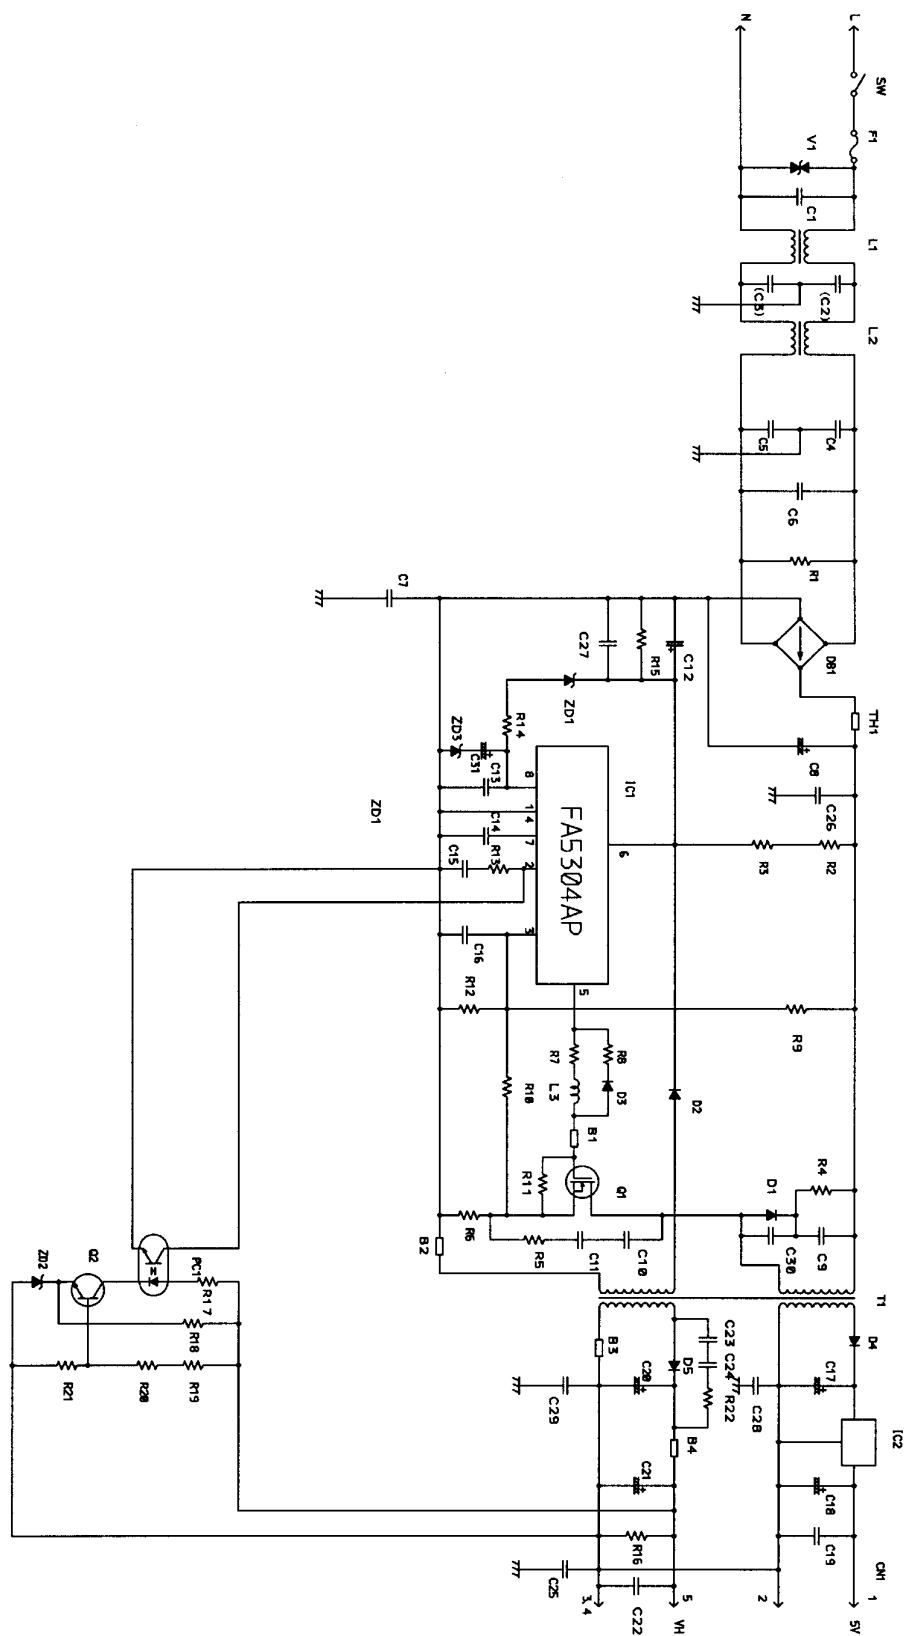 N
L
SW
F1
V1
C1
L1
(C3)
(C2)
L2
C5
C4
C6
R1
C7
DB1
C27
R15
C12
TH1
ZD1
R14
ZD3
C31
C13
C8
C26
IC1
8
FA5304AP
6
1
4
C14
7
ZD1
C15
R13
2
R3
R2
C16
3
5
R12
R9
R7
R8
R10
L3
D3
D2
B1
R11
Q1
R4
D1
R6
B2
R5
C11
C10
C30
C9
ZD2
Q2
PC1
R17
T1
R18
B3
C23
D4
R21
R20
R19
C29
C20
D5
C24
R22
C28
C17
B4
IC2
C21
C18
R16
C19
C25
CN1
3.4
C22
5
VH
2
1
5V